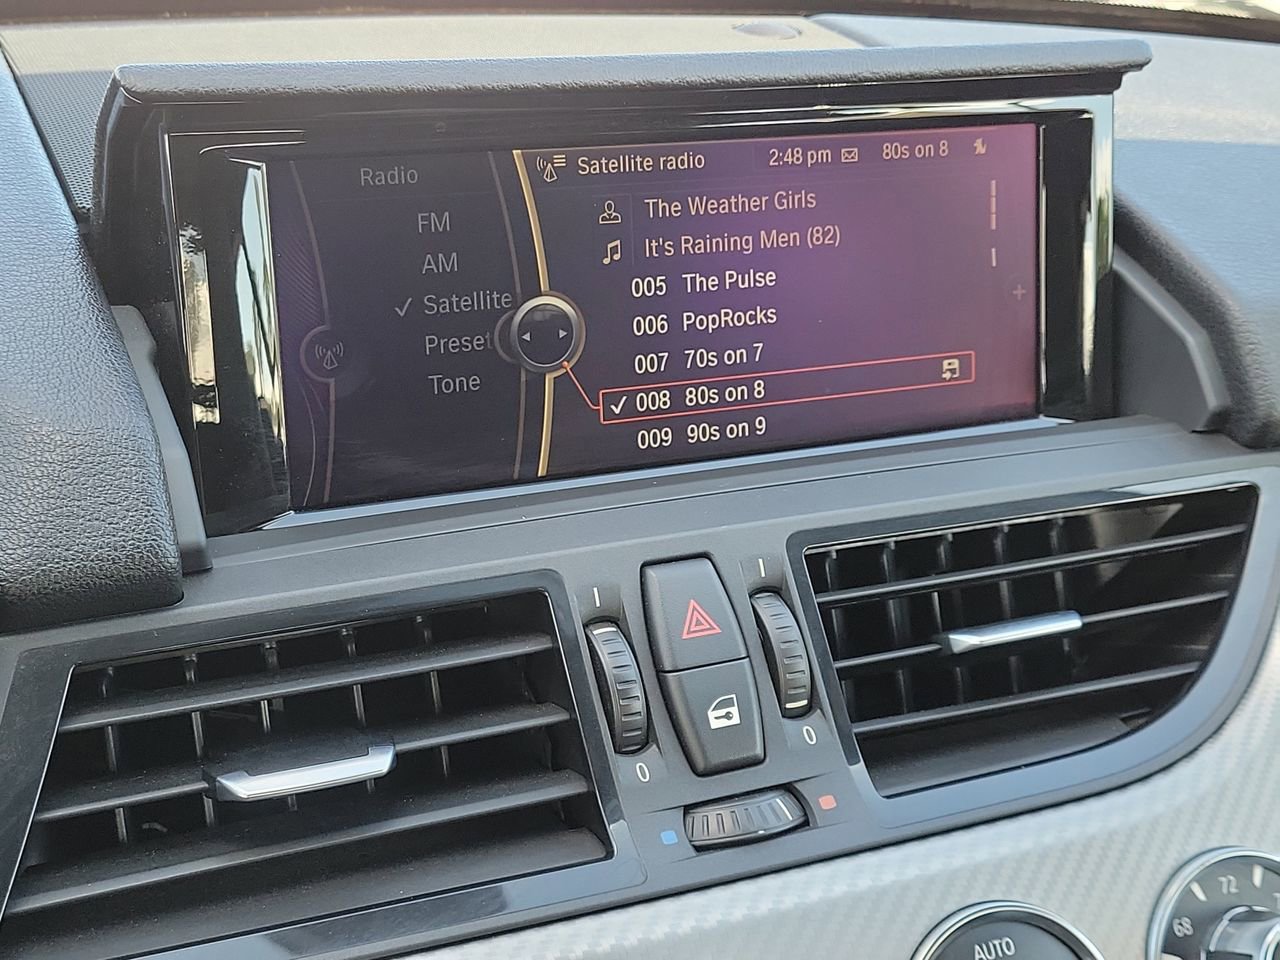 Radio
FM
AM
✓ Satellite
Preset
Tone
Satellite radio 2:48 pm 80s on 8
The Weather Girls
It's Raining Men (82)
005 The Pulse
006 PopRocks
007 70s on 7
✓ 008 80s on 8
009 90s on 9
I
0
I
0
AUTO
68
72